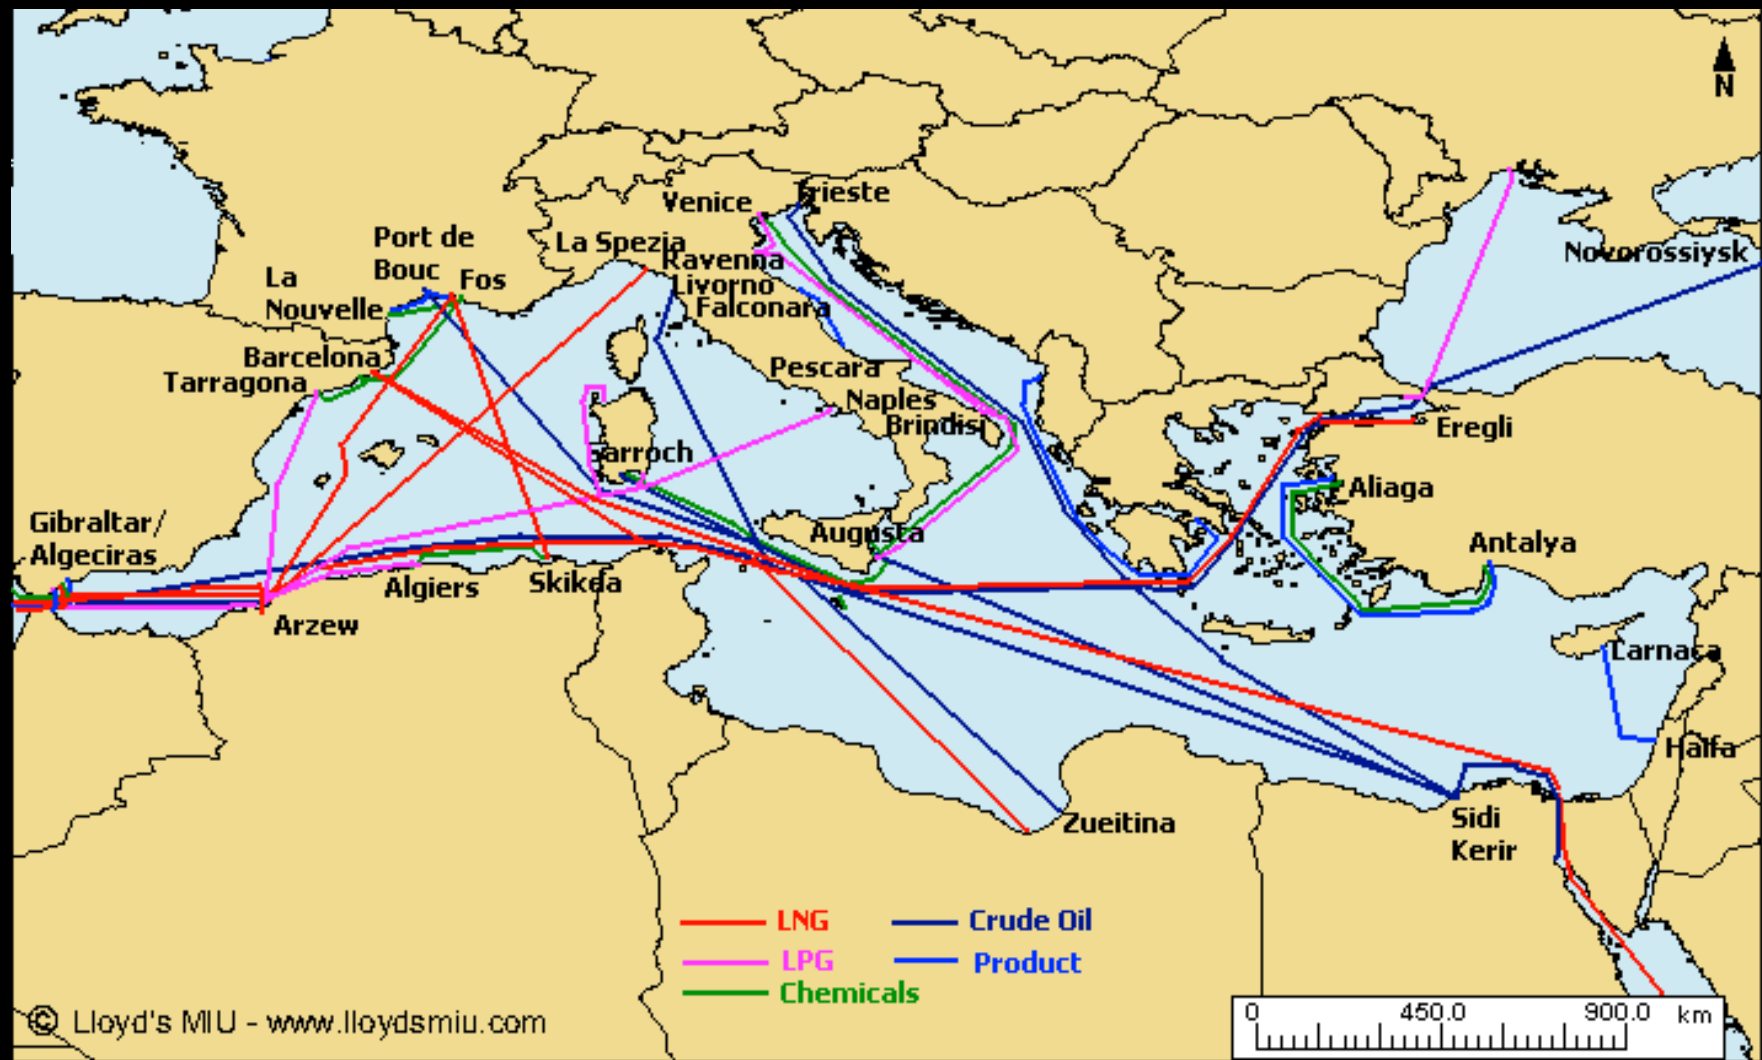 N
Trieste
Venice
Novorossiysk
Port de
Bouc
La Spezia
Ravenna
Fos
La
Nouvelle
Livorno
Falconara
Barcelona
Tarragona
Pescara
Naples
Brindisi
Eregli
Sarroch
Aliaga
Gibraltar/
Algeciras
Augusta
Antalya
Algiers
Skikda
Arzew
Larnaca
Haifa
Zueitina
Sidi
Kerir
LNG
Crude Oil
LPG
Product
Chemicals
© Lloyd's MIU - www.lloydsmiu.com
0 450.0 900.0 km